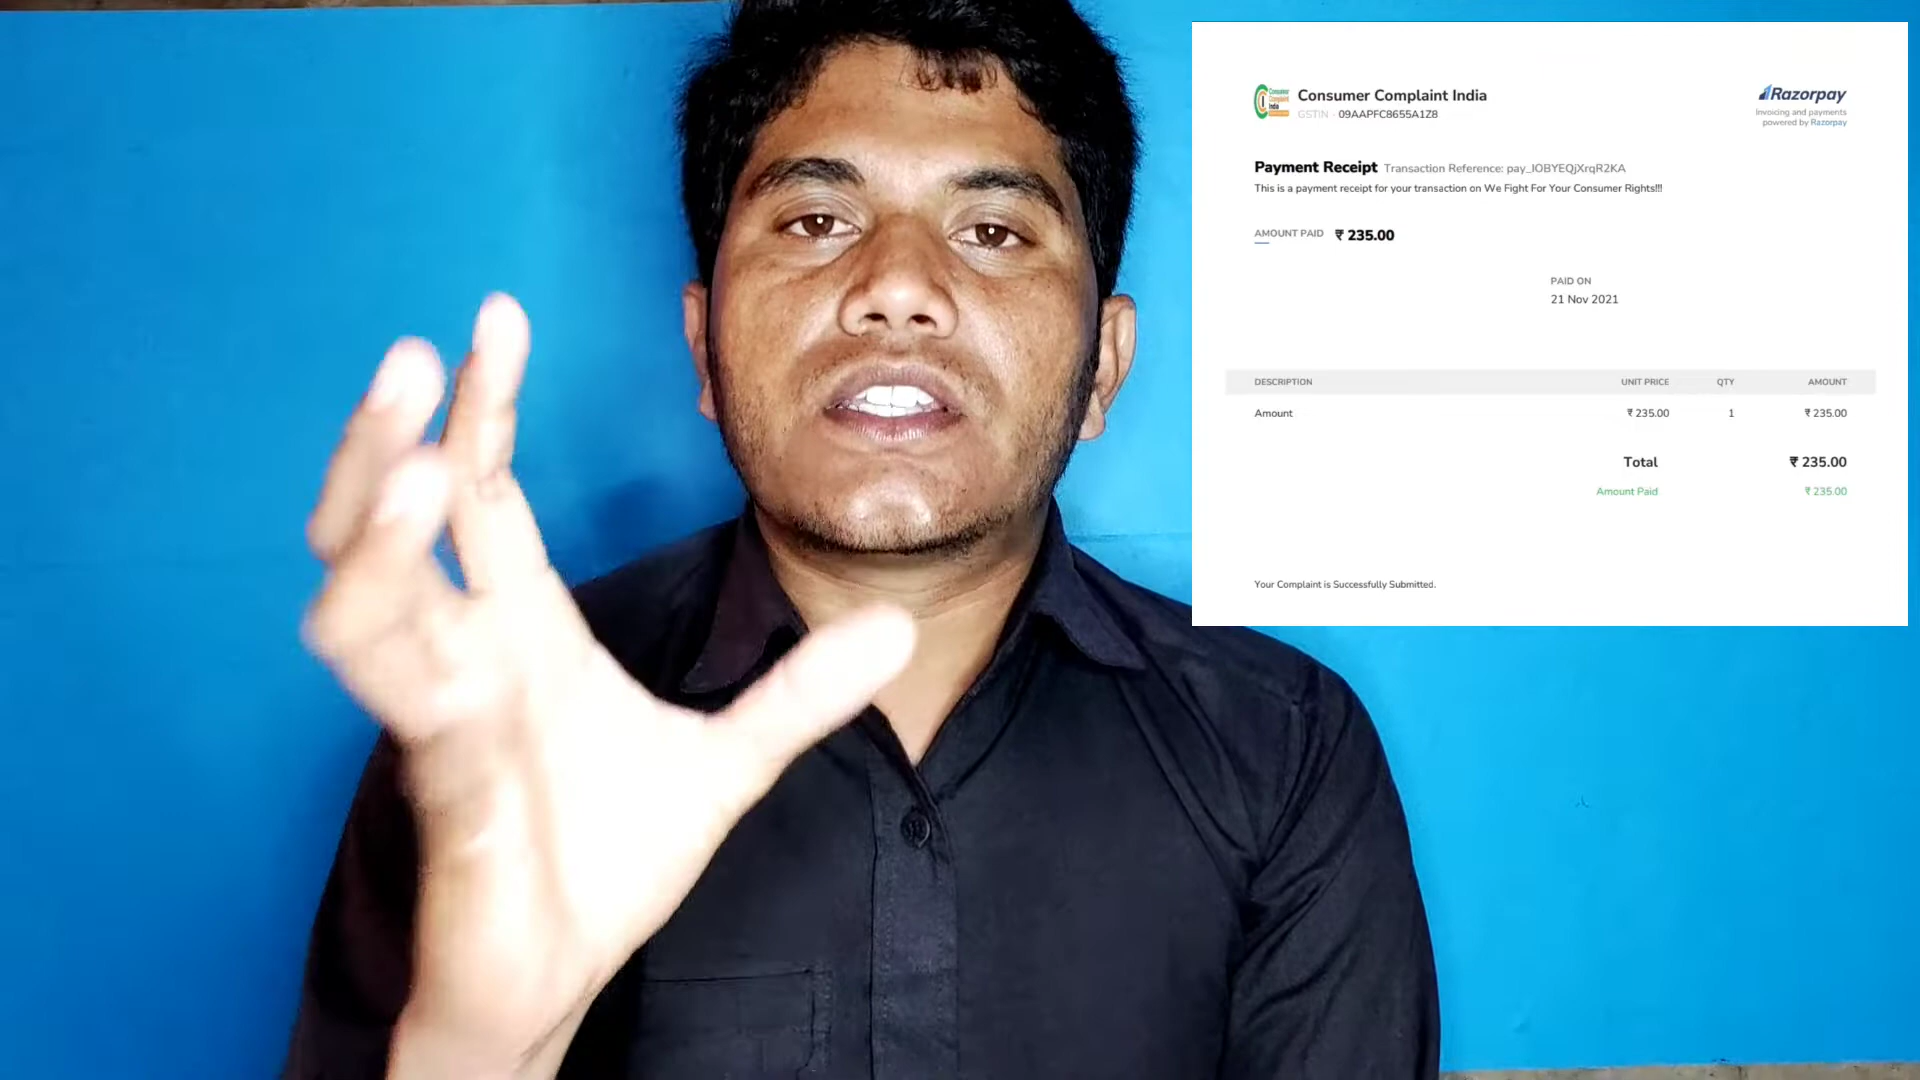 Consumer Complaint India
GSTIN - 09AAPFC8655A1Z8
Razorpay
Invoicing and payments
powered by Razorpay
Payment Receipt Transaction Reference: pay_IOBYEQjXrqR2KA
This is a payment receipt for your transaction on We Fight For Your Consumer Rights!!!
AMOUNT PAID ₹ 235.00
PAID ON
21 Nov 2021
DESCRIPTION UNIT PRICE QTY AMOUNT
Amount ₹ 235.00 1 ₹ 235.00
Total ₹ 235.00
Amount Paid ₹ 235.00
Your Complaint is Successfully Submitted.